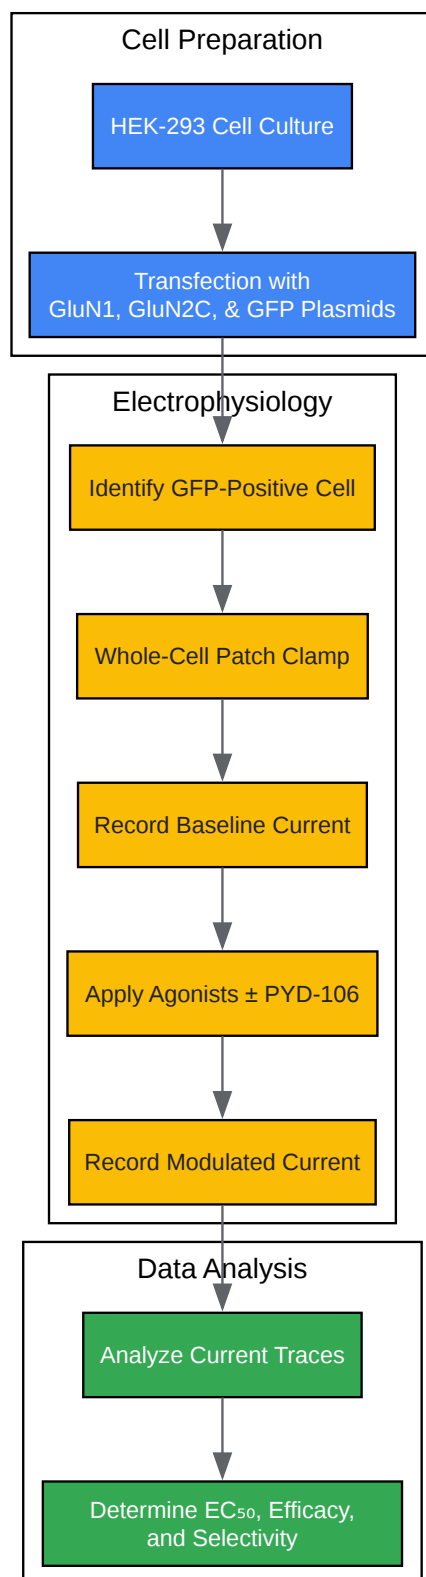 Cell Preparation
HEK-293 Cell Culture
Transfection with
GluN1, GluN2C, & GFP Plasmids
Electrophysiology
Identify GFP-Positive Cell
Whole-Cell Patch Clamp
Record Baseline Current
Apply Agonists ± PYD-106
Record Modulated Current
Data Analysis
Analyze Current Traces
Determine EC₅₀, Efficacy,
and Selectivity